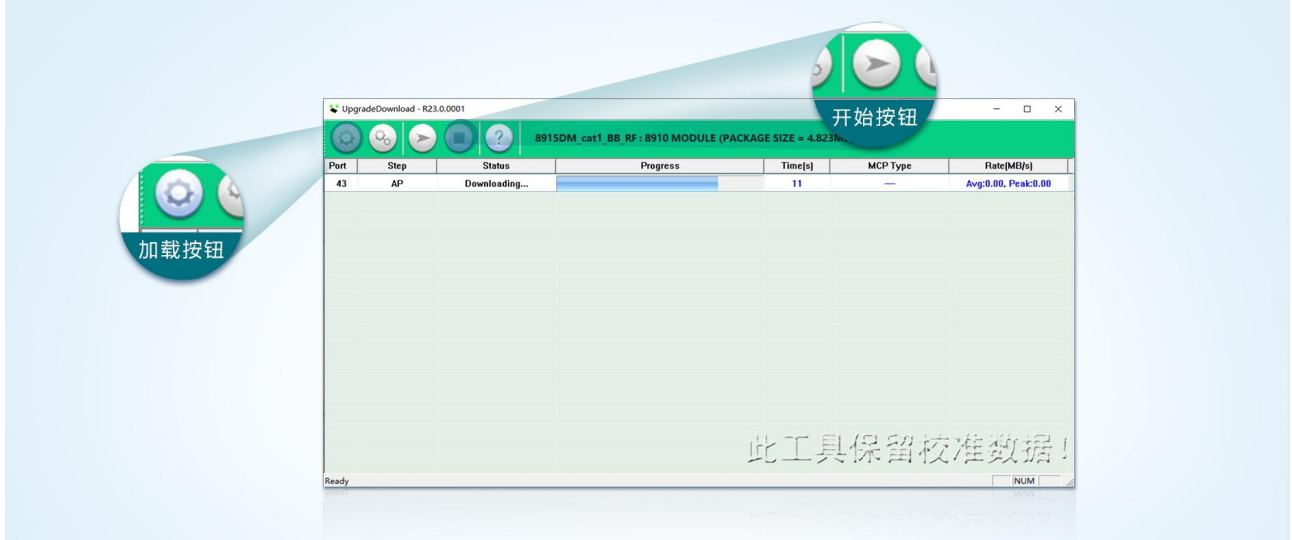 开始按钮
UpgradeDownload - R23.0.0001
8915DM_cat1_BB_RF : 8910 MODULE (PACKAGE SIZE = 4.823M
Port Step Status Progress Time(s) MCP Type Rate(MB/s)
43 AP Downloading... 11 — Avg:0.00, Peak:0.00
加载按钮
此工具保留校准数据!
Ready NUM